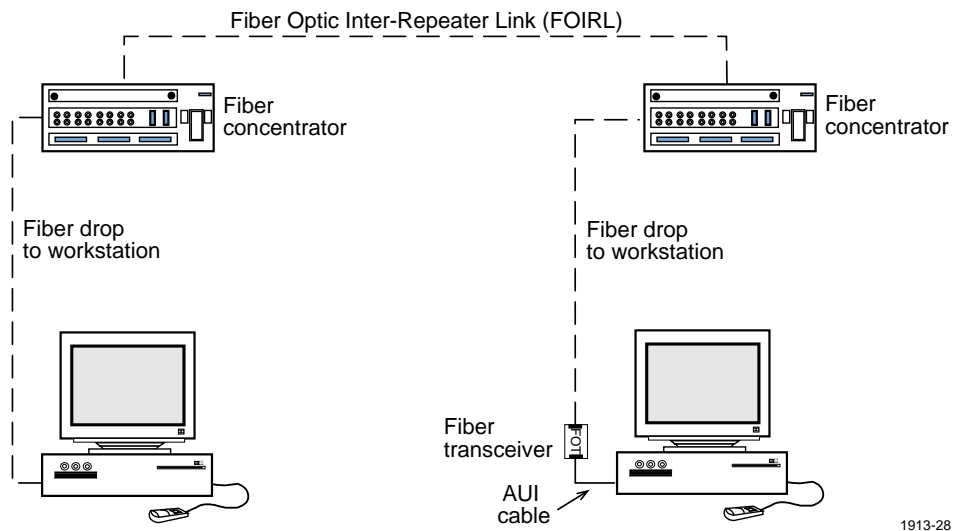 Fiber Optic Inter-Repeater Link (FOIRL)
Fiber
concentrator
Fiber
concentrator
Fiber drop
to workstation
Fiber drop
to workstation
Fiber
transceiver
FOT
AUI
cable
1913-28